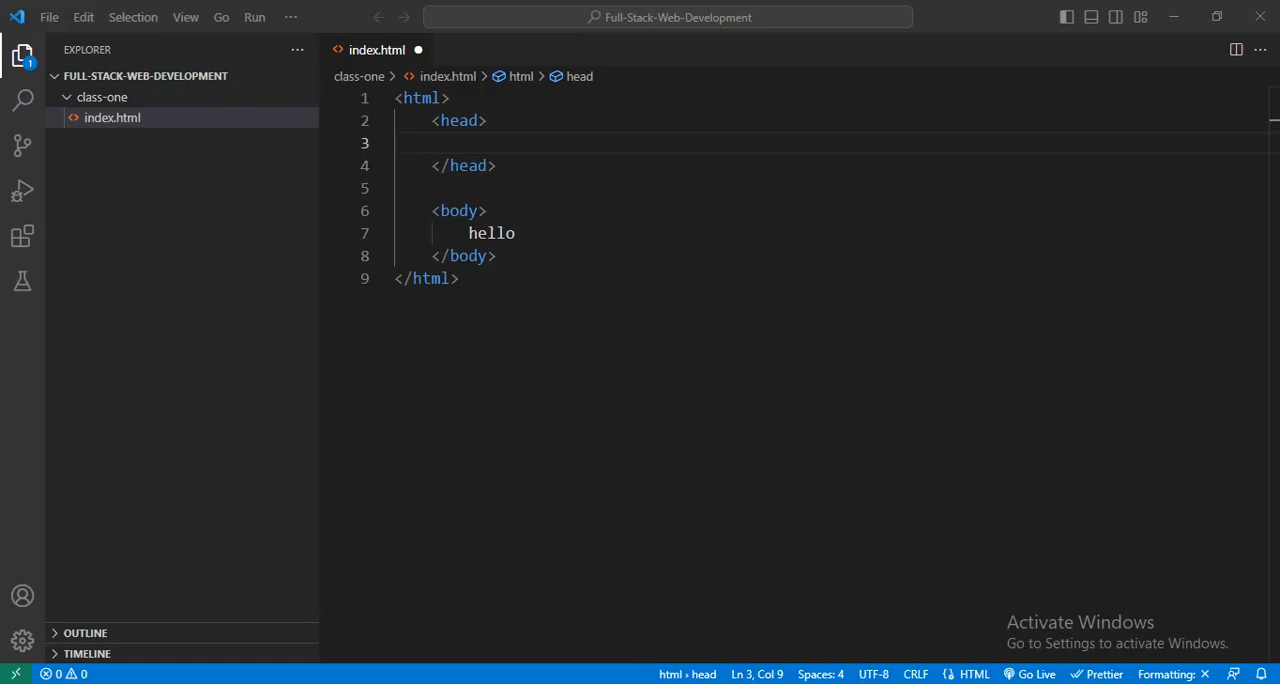 File Edit Selection View Go Run ··· Full-Stack-Web-Development
EXPLORER ···
index.html
1
FULL-STACK-WEB-DEVELOPMENT
class-one
index.html
class-one > index.html > html > head
1 <html>
2 <head>
3
4 </head>
5
6 <body>
7 hello
8 </body>
9 </html>
OUTLINE
TIMELINE
Activate Windows
Go to Settings to activate Windows.
0 0 html › head Ln 3, Col 9 Spaces: 4 UTF-8 CRLF HTML Go Live Prettier Formatting: ×